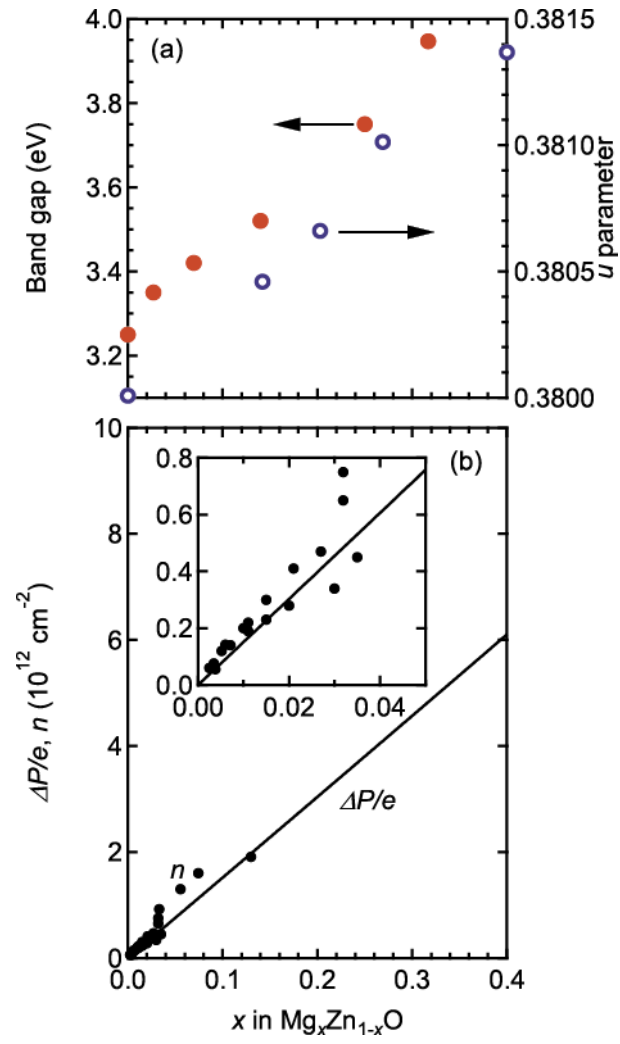 4.0
3.8
3.6
3.4
3.2
Band gap (eV)
(a)
0.3815
0.3810
0.3805
0.3800
u parameter
10
8
6
4
2
0
ΔP/e, n (10¹² cm⁻²)
(b)
0.8
0.6
0.4
0.2
0.0
0.00 0.02 0.04
n
ΔP/e
0.0 0.1 0.2 0.3 0.4
x in MgₓZn₁₋ₓO